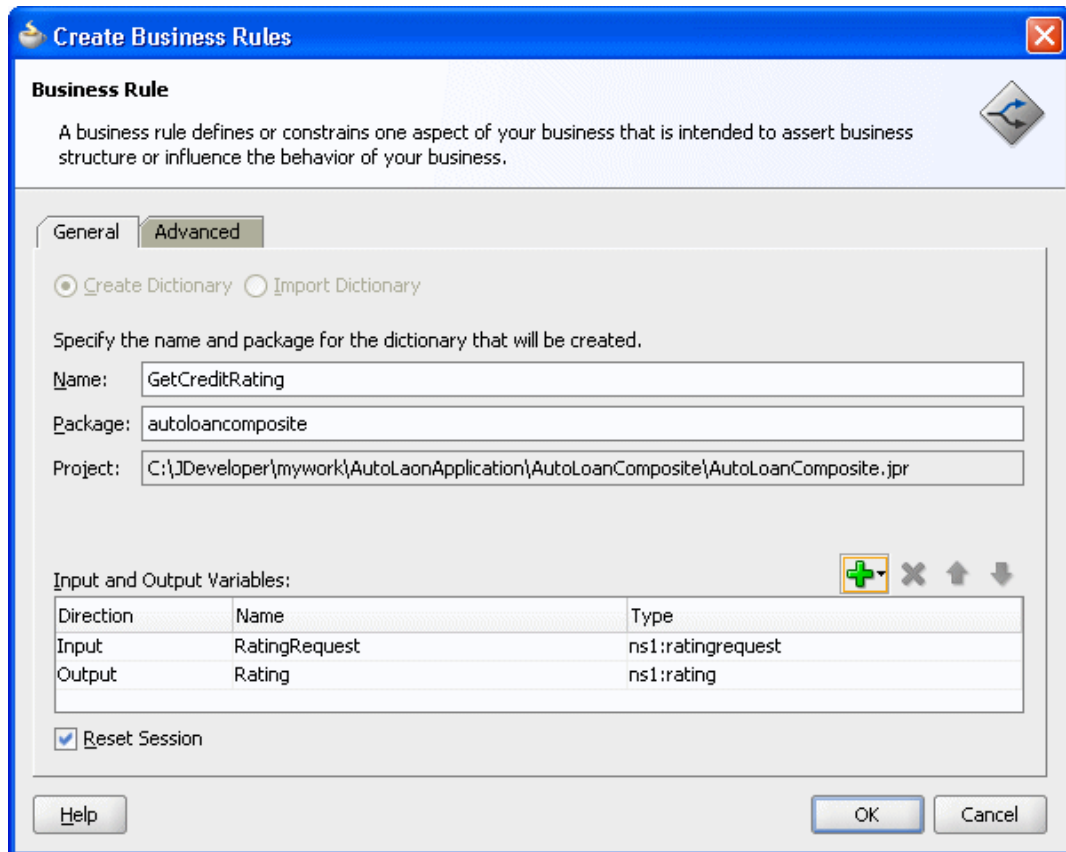 Create Business Rules
Business Rule
A business rule defines or constrains one aspect of your business that is intended to assert business
structure or influence the behavior of your business.
General Advanced
Create Dictionary Import Dictionary
Specify the name and package for the dictionary that will be created.
Name: GetCreditRating
Package: autoloancomposite
Project: C:\JDeveloper\mywork\AutoLaonApplication\AutoLoanComposite\AutoLoanComposite.jpr
Input and Output Variables:
Direction Name Type
Input RatingRequest ns1:ratingrequest
Output Rating ns1:rating
Reset Session
Help OK Cancel